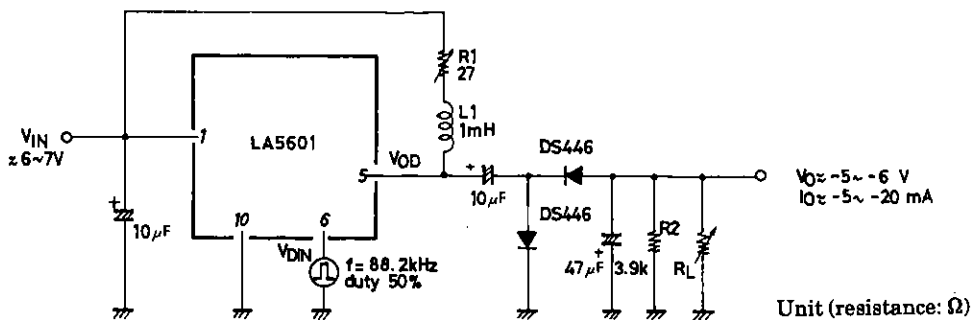 R1
27
L1
1mH
VIN
≈ 6~7V
1
LA5601
VOD
5
DS446
VO ≈ -5 ~ -6 V
IO ≈ -5 ~ -20 mA
+
10μF
+
10μF
10
6
VDIN
f = 88.2kHz
duty 50%
DS446
47μF
+
R2
3.9k
RL
Unit (resistance: Ω)